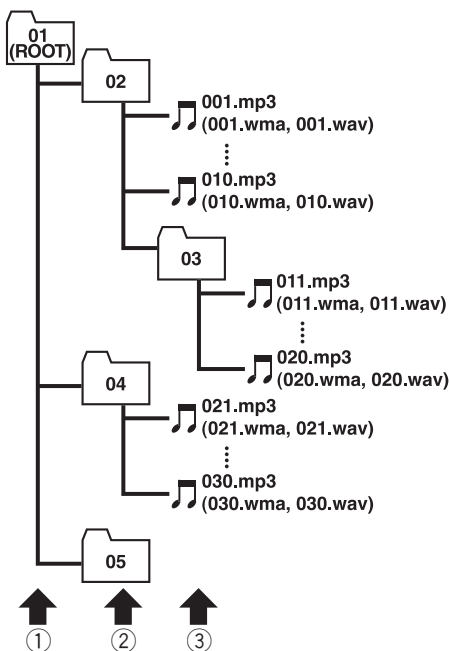 01
(ROOT)
02
001.mp3
(001.wma, 001.wav)
010.mp3
(010.wma, 010.wav)
03
011.mp3
(011.wma, 011.wav)
020.mp3
(020.wma, 020.wav)
04
021.mp3
(021.wma, 021.wav)
030.mp3
(030.wma, 030.wav)
05
① ② ③